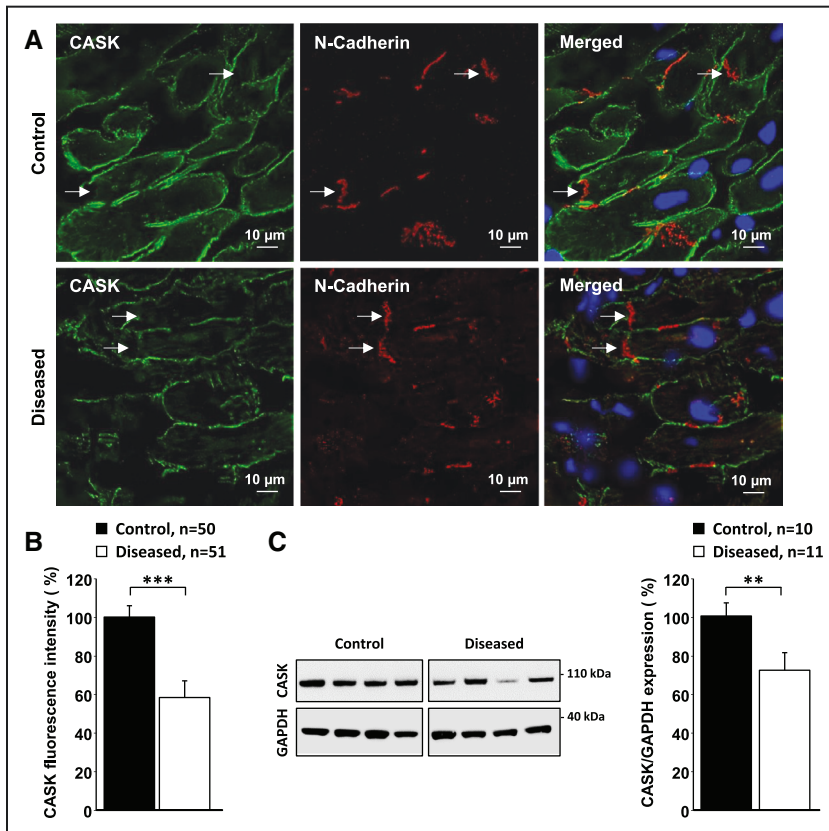 A
CASK
N-Cadherin
Merged
Control
10 µm
10 µm
10 µm
CASK
N-Cadherin
Merged
Diseased
10 µm
10 µm
10 µm
B
Control, n=50
Diseased, n=51
CASK fluorescence intensity ( %)
120
100
80
60
40
20
0
***
C
Control
Diseased
CASK
- 110 kDa
GAPDH
- 40 kDa
Control, n=10
Diseased, n=11
CASK/GAPDH expression ( %)
120
100
80
60
40
20
0
**